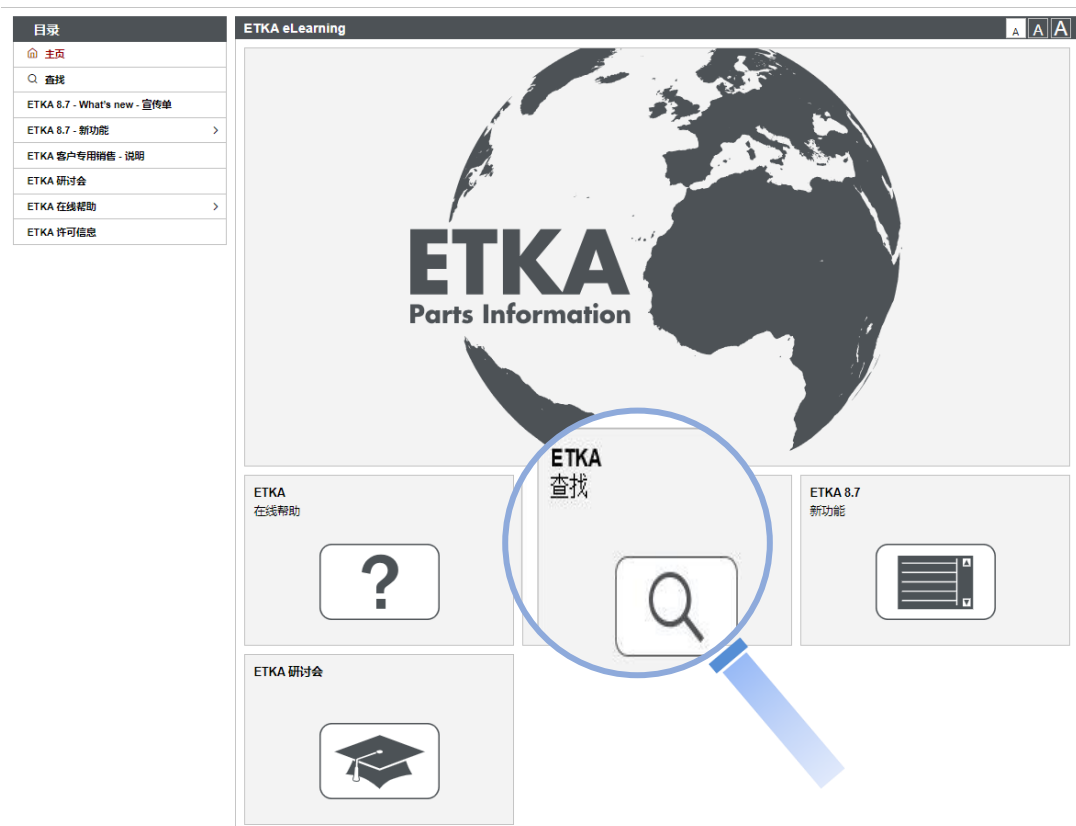 目录
主页
查找
ETKA 8.7 - What's new - 宣传单
ETKA 8.7 - 新功能
ETKA 客户专用销售 - 说明
ETKA 研讨会
ETKA 在线帮助
ETKA 许可信息
ETKA eLearning
A A A
ETKA
Parts Information
ETKA
在线帮助
?
ETKA
查找
ETKA 8.7
新功能
ETKA 研讨会